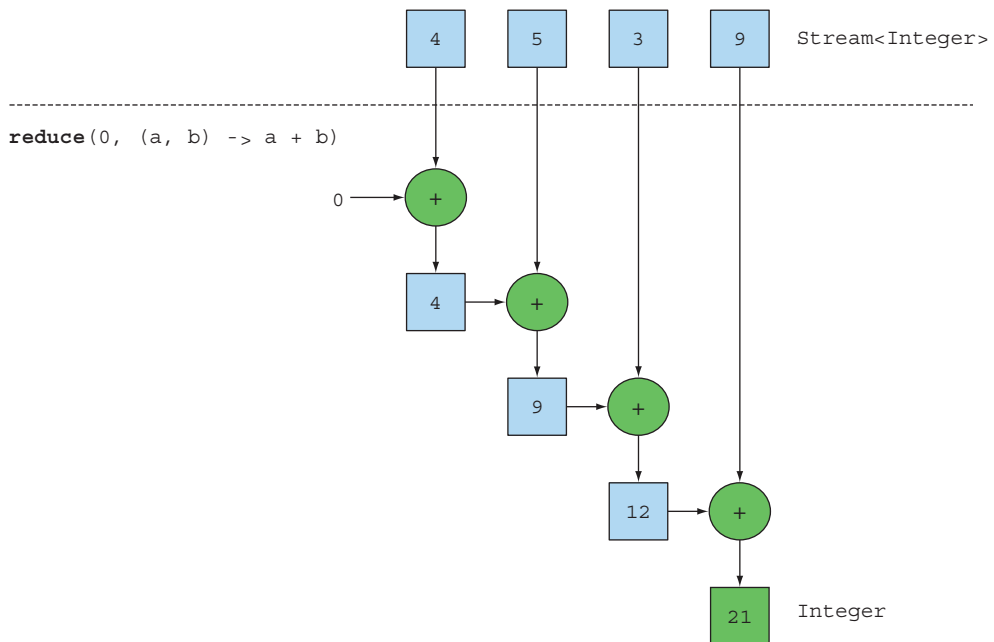 4 5 3 9 Stream<Integer>
reduce(0, (a, b) -> a + b)
0 +
4 +
9 +
12 +
21 Integer